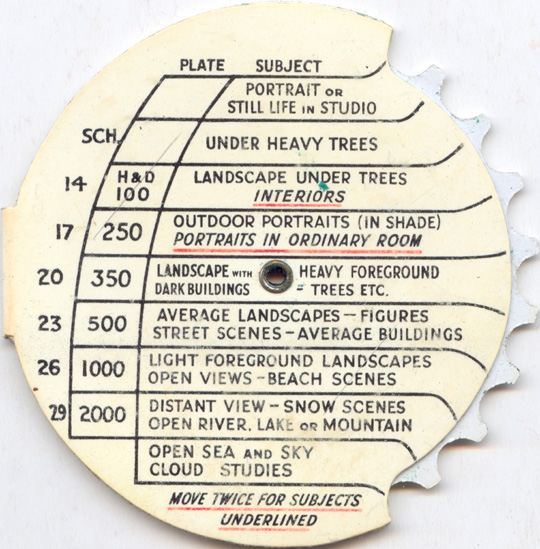 PLATE SUBJECT
PORTRAIT OR
STILL LIFE IN STUDIO
SCH.
UNDER HEAVY TREES
14 H&D 100 LANDSCAPE UNDER TREES
INTERIORS
17 250 OUTDOOR PORTRAITS (IN SHADE)
PORTRAITS IN ORDINARY ROOM
20 350 LANDSCAPE WITH HEAVY FOREGROUND
DARK BUILDINGS = TREES ETC.
23 500 AVERAGE LANDSCAPES - FIGURES
STREET SCENES - AVERAGE BUILDINGS
26 1000 LIGHT FOREGROUND LANDSCAPES
OPEN VIEWS - BEACH SCENES
29 2000 DISTANT VIEW - SNOW SCENES
OPEN RIVER, LAKE OR MOUNTAIN
OPEN SEA AND SKY
CLOUD STUDIES
MOVE TWICE FOR SUBJECTS
UNDERLINED